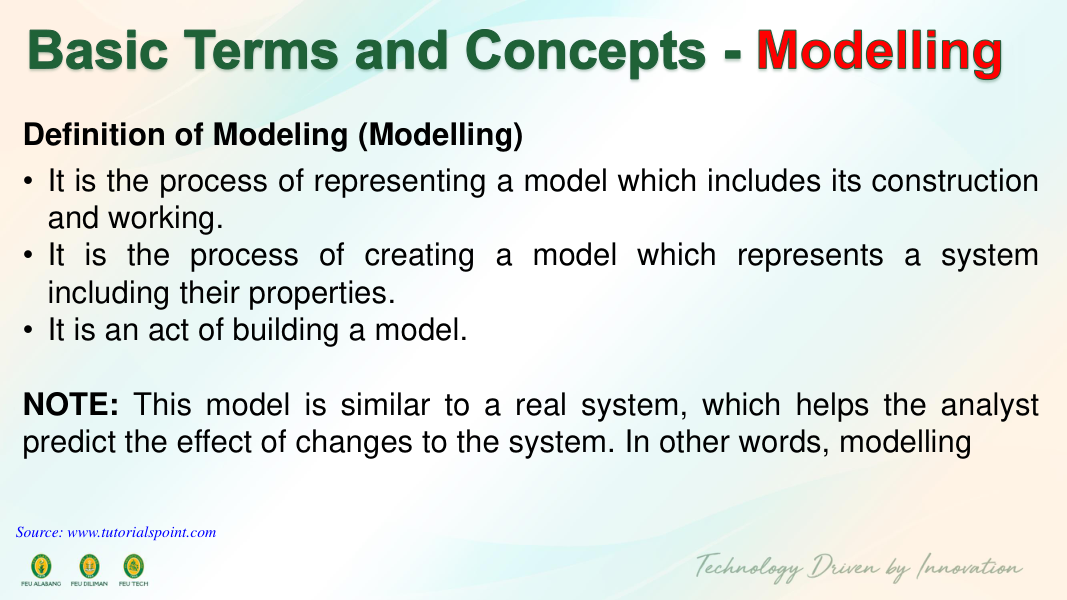 Basic Terms and Concepts - Modelling
Definition of Modeling (Modelling)
• It is the process of representing a model which includes its construction
and working.
• It is the process of creating a model which represents a system
including their properties.
• It is an act of building a model.
NOTE: This model is similar to a real system, which helps the analyst
predict the effect of changes to the system. In other words, modelling
Source: www.tutorialspoint.com
FEU ALABANG FEU DILIMAN FEU TECH
Technology Driven by Innovation